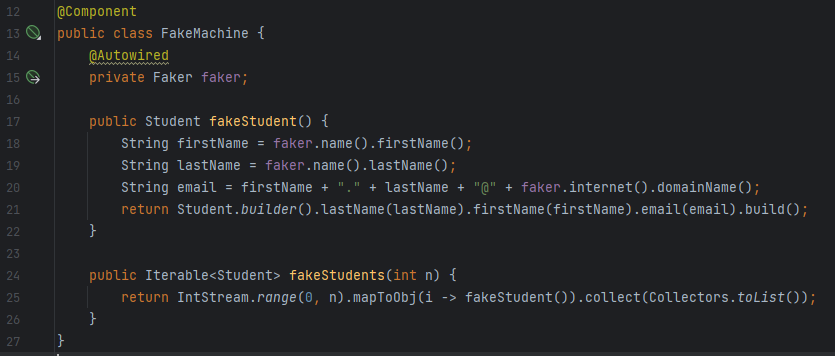 12 @Component
13 public class FakeMachine {
14     @Autowired
15     private Faker faker;
16
17     public Student fakeStudent() {
18         String firstName = faker.name().firstName();
19         String lastName = faker.name().lastName();
20         String email = firstName + "." + lastName + "@" + faker.internet().domainName();
21         return Student.builder().lastName(lastName).firstName(firstName).email(email).build();
22     }
23
24     public Iterable<Student> fakeStudents(int n) {
25         return IntStream.range(0, n).mapToObj(i -> fakeStudent()).collect(Collectors.toList());
26     }
27 }